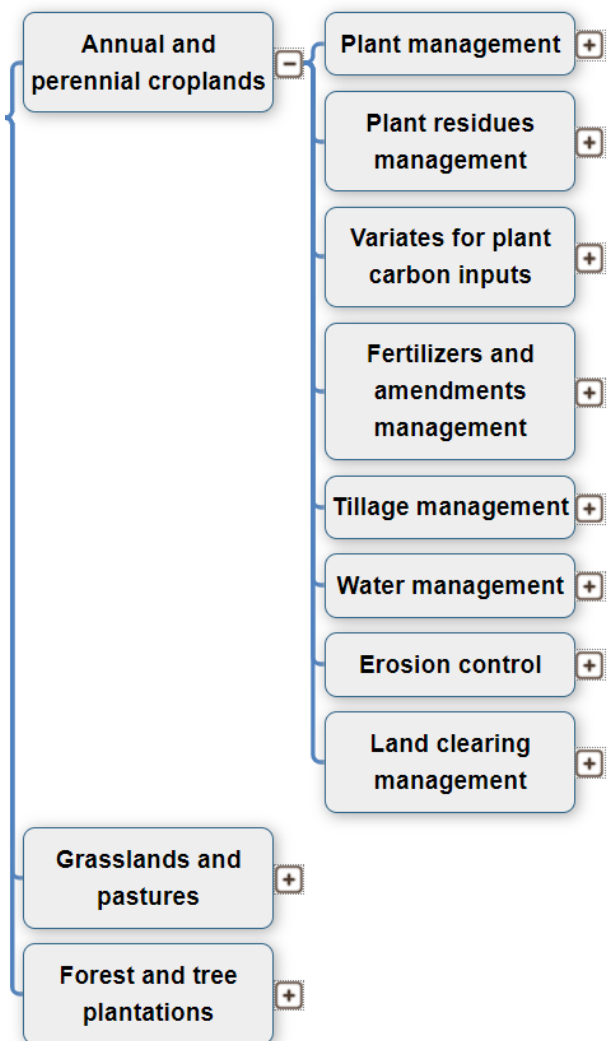 Annual and
perennial croplands
Plant management
Plant residues
management
Variates for plant
carbon inputs
Fertilizers and
amendments
management
Tillage management
Water management
Erosion control
Land clearing
management
Grasslands and
pastures
Forest and tree
plantations